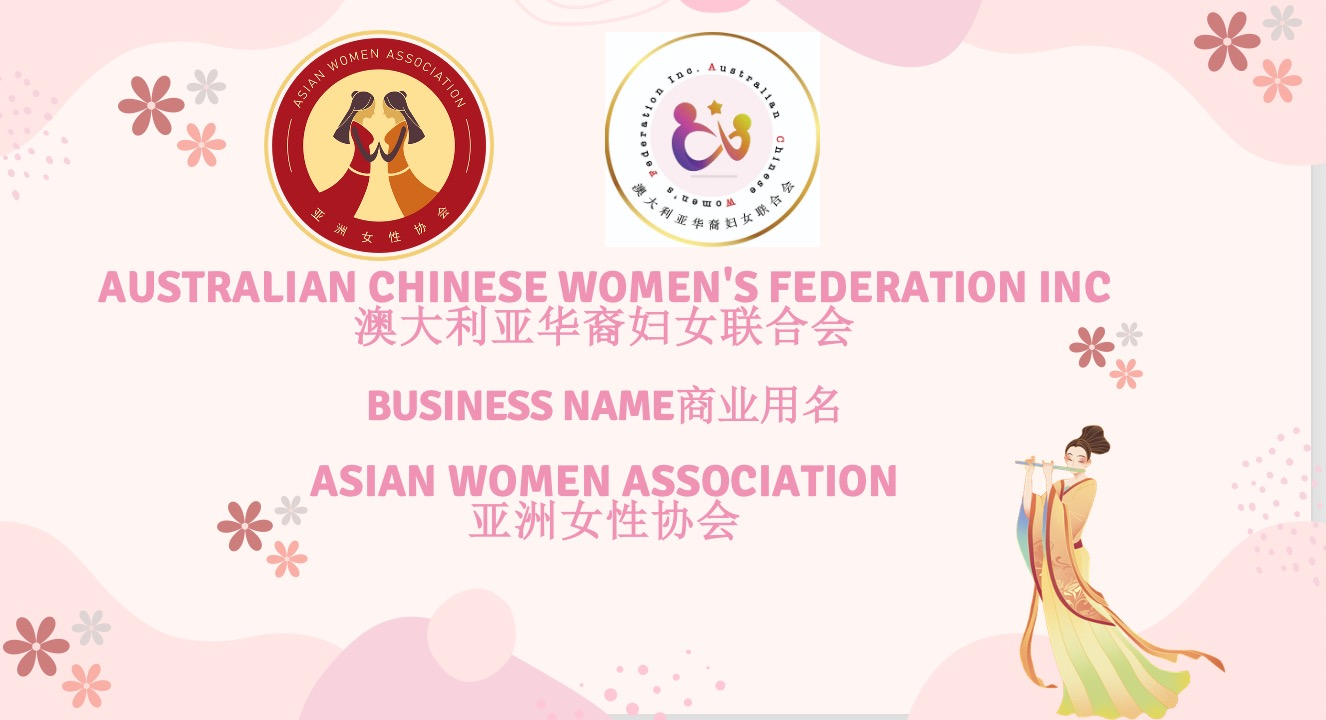 ASIAN WOMEN ASSOCIATION
亚洲女性协会
Australian Chinese Women's Federation Inc.
澳大利亚华裔妇女联合会
AUSTRALIAN CHINESE WOMEN'S FEDERATION INC
澳大利亚华裔妇女联合会
BUSINESS NAME商业用名
ASIAN WOMEN ASSOCIATION
亚洲女性协会